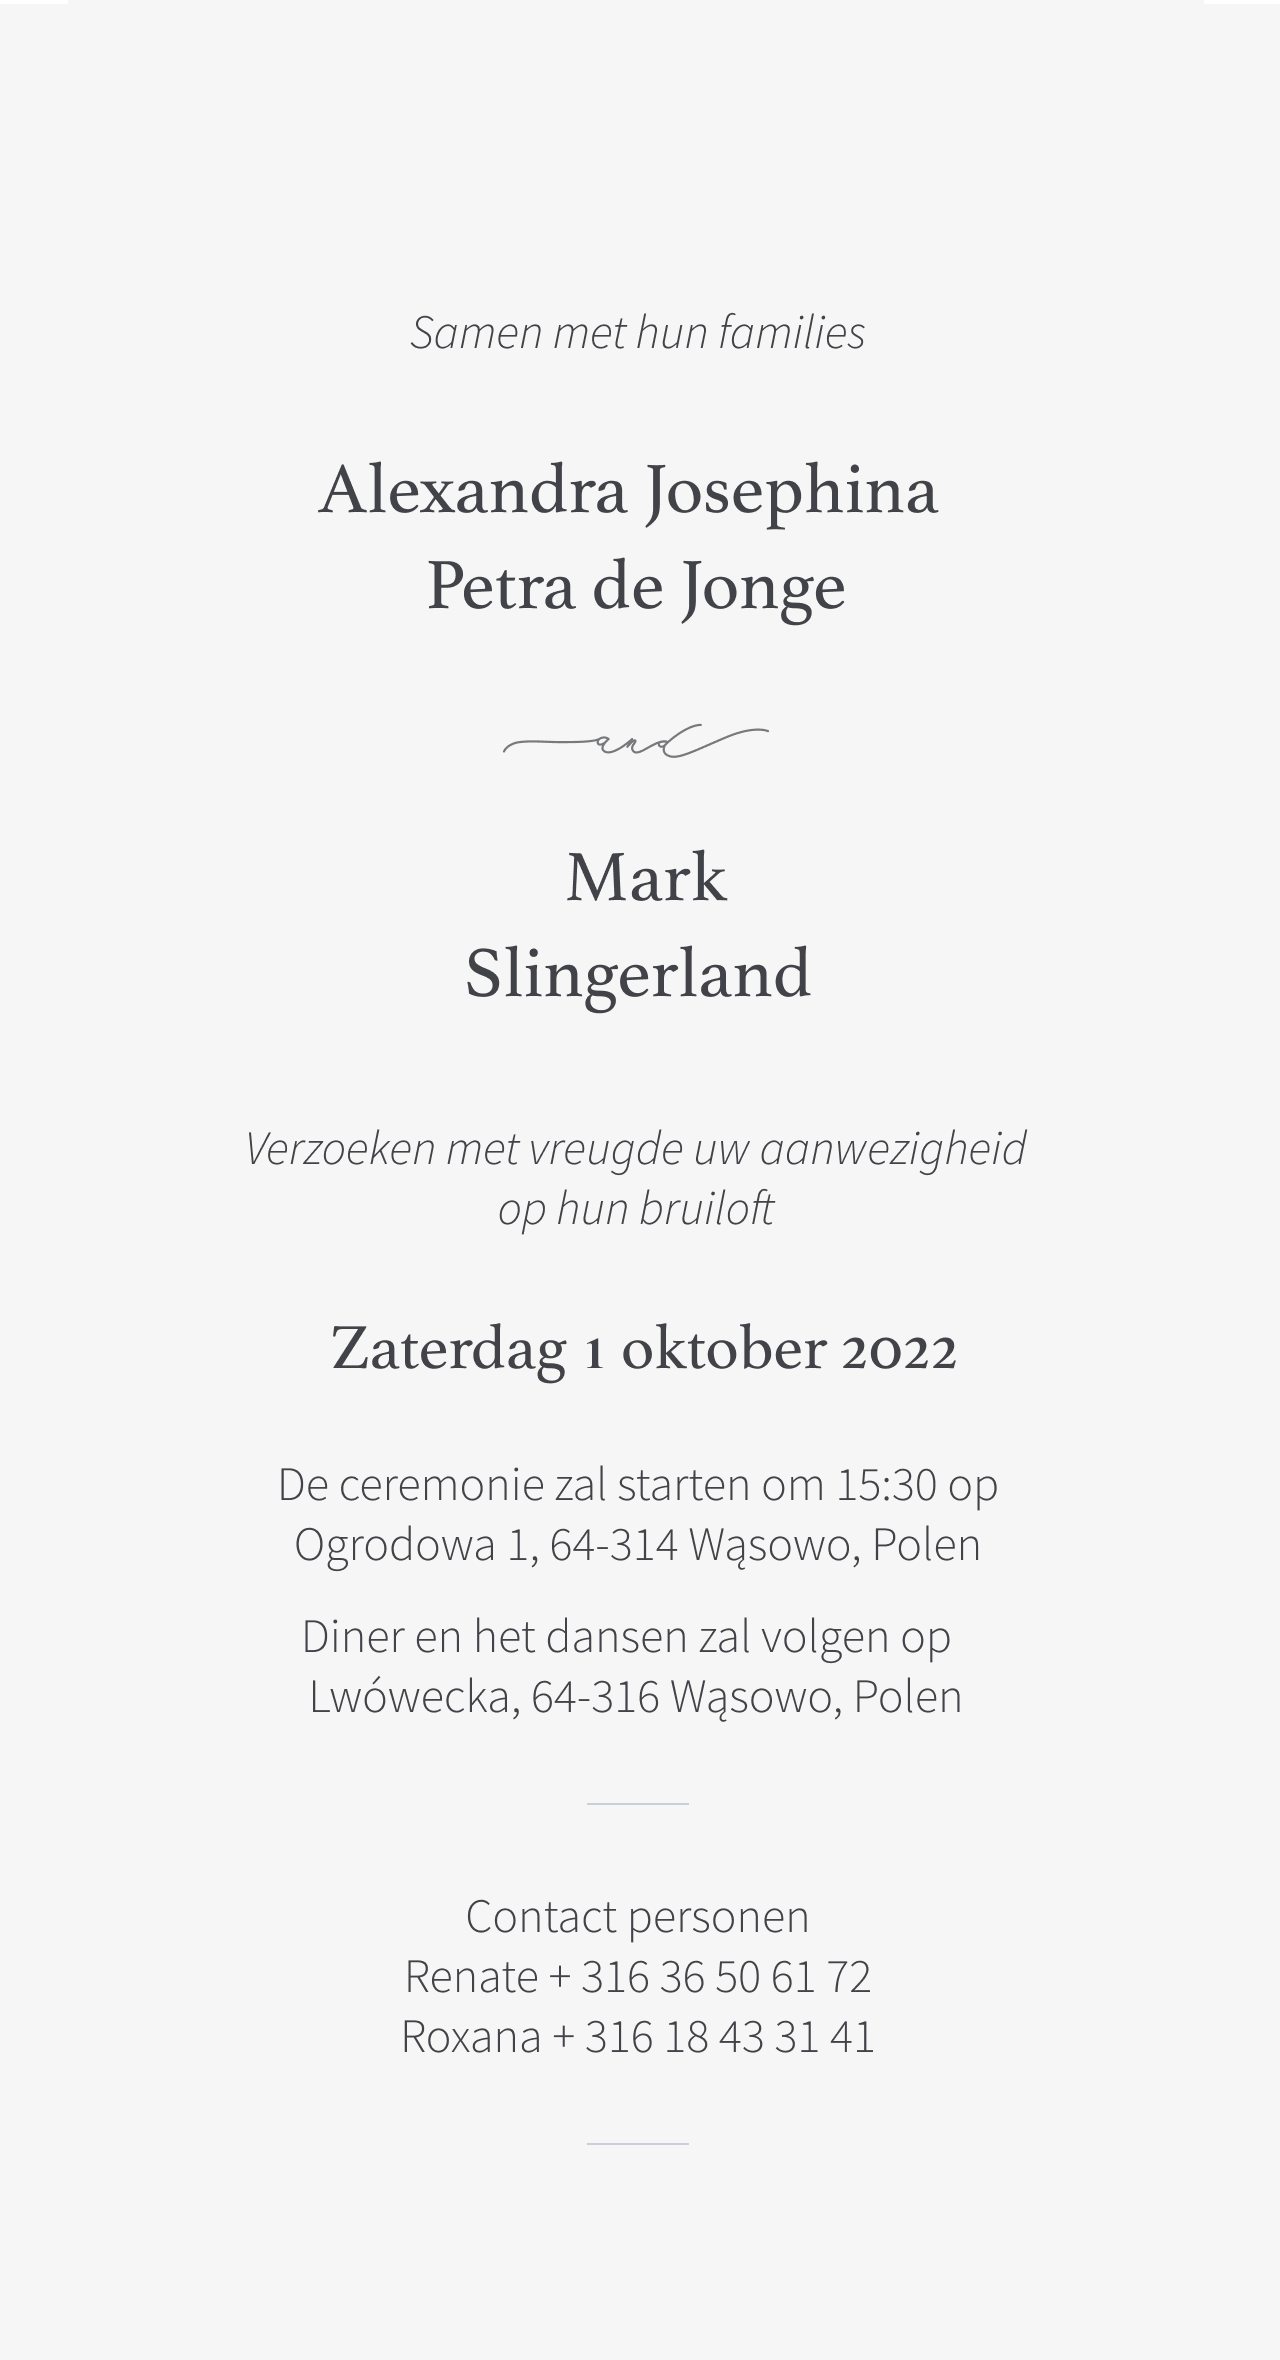 Samen met hun families
Alexandra Josephina
Petra de Jonge
and
Mark
Slingerland
Verzoeken met vreugde uw aanwezigheid
op hun bruiloft
Zaterdag 1 oktober 2022
De ceremonie zal starten om 15:30 op
Ogrodowa 1, 64-314 Wąsowo, Polen
Diner en het dansen zal volgen op
Lwówecka, 64-316 Wąsowo, Polen
Contact personen
Renate + 316 36 50 61 72
Roxana + 316 18 43 31 41